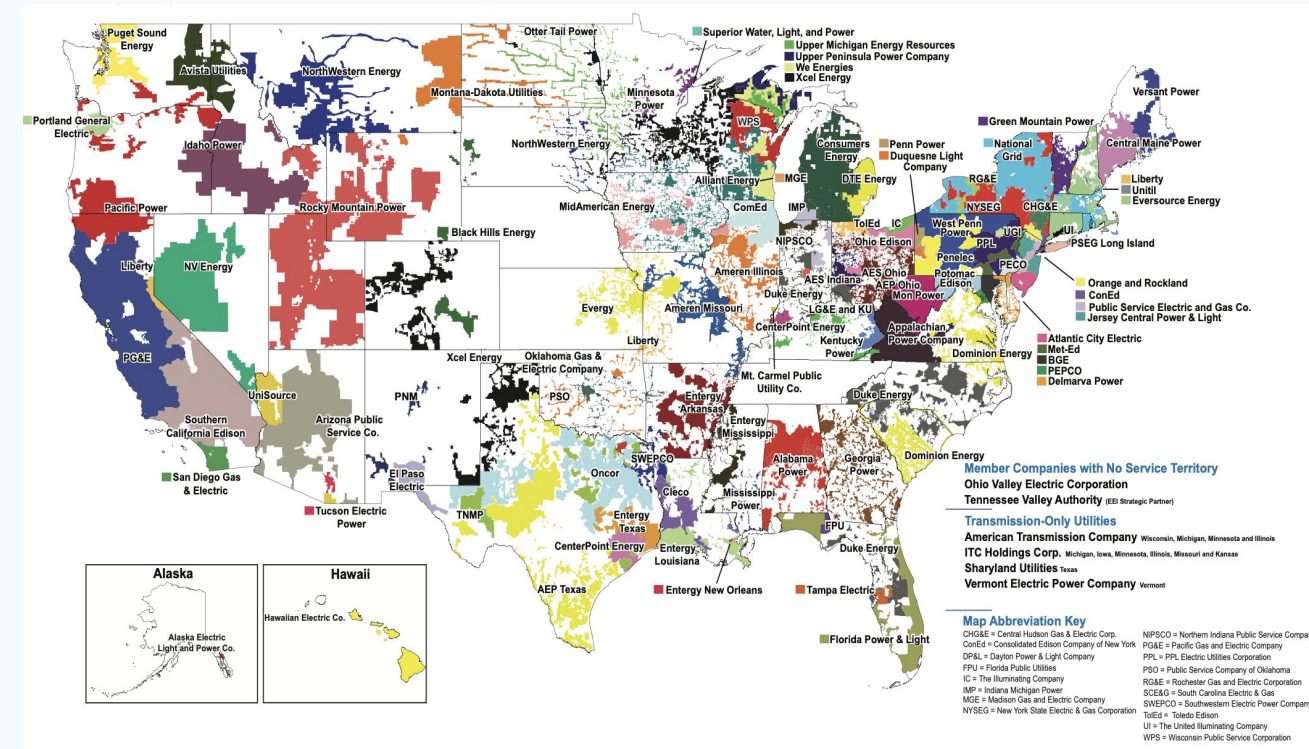 Puget Sound
Energy
Avista Utilities
NorthWestern Energy
Otter Tail Power
Superior Water, Light, and Power
Upper Michigan Energy Resources
Upper Peninsula Power Company
We Energies
Xcel Energy
Montana-Dakota Utilities
Minnesota
Power
Versant Power
Portland General
Electric
Idaho Power
NorthWestern Energy
WPS
Consumers
Energy
Penn Power
Duquesne Light
Company
Green Mountain Power
National
Grid
Central Maine Power
Alliant Energy
MGE
DTE Energy
RG&E
Liberty
Unitil
Eversource Energy
Pacific Power
Rocky Mountain Power
MidAmerican Energy
ComEd
IMP
NYSEG
CHG&E
Black Hills Energy
TolEd
IC
West Penn
Power
UGI
UI
NIPSCO
Ohio Edison
PPL
PSEG Long Island
Liberty
NV Energy
Penelec
PECO
Ameren Illinois
AES Indiana
AES Ohio
AEP Ohio
Potomac
Edison
Orange and Rockland
ConEd
Public Service Electric and Gas Co.
Jersey Central Power & Light
Duke Energy
Mon Power
Evergy
Ameren Missouri
LG&E and KU
CenterPoint Energy
Appalachian
Power Company
Kentucky
Power
Atlantic City Electric
Met-Ed
BGE
PEPCO
Delmarva Power
Liberty
Dominion Energy
PG&E
Xcel Energy
Oklahoma Gas &
Electric Company
Mt. Carmel Public
Utility Co.
UniSource
PNM
PSO
Entergy
Arkansas
Duke Energy
Southern
California Edison
Arizona Public
Service Co.
Entergy
Mississippi
Dominion Energy
San Diego Gas
& Electric
El Paso
Electric
Oncor
SWEPCO
Alabama
Power
Georgia
Power
Cleco
Mississippi
Power
Tucson Electric
Power
TNMP
Entergy
Texas
FPU
CenterPoint Energy
Entergy
Louisiana
Duke Energy
AEP Texas
Entergy New Orleans
Tampa Electric
Florida Power & Light
Alaska
Alaska Electric
Light and Power Co.
Hawaii
Hawaiian Electric Co.
Member Companies with No Service Territory
Ohio Valley Electric Corporation
Tennessee Valley Authority (EEI Strategic Partner)
Transmission-Only Utilities
American Transmission Company Wisconsin, Michigan, Minnesota and Illinois
ITC Holdings Corp. Michigan, Iowa, Minnesota, Illinois, Missouri and Kansas
Sharyland Utilities Texas
Vermont Electric Power Company Vermont
Map Abbreviation Key
CHG&E = Central Hudson Gas & Electric Corp.
ConEd = Consolidated Edison Company of New York
DP&L = Dayton Power & Light Company
FPU = Florida Public Utilities
IC = The Illuminating Company
IMP = Indiana Michigan Power
MGE = Madison Gas and Electric Company
NYSEG = New York State Electric & Gas Corporation
NIPSCO = Northern Indiana Public Service Compa
PG&E = Pacific Gas and Electric Company
PPL = PPL Electric Utilities Corporation
PSO = Public Service Company of Oklahoma
RG&E = Rochester Gas and Electric Corporation
SCE&G = South Carolina Electric & Gas
SWEPCO = Southwestern Electric Power Company
TolEd = Toledo Edison
UI = The United Illuminating Company
WPS = Wisconsin Public Service Corporation